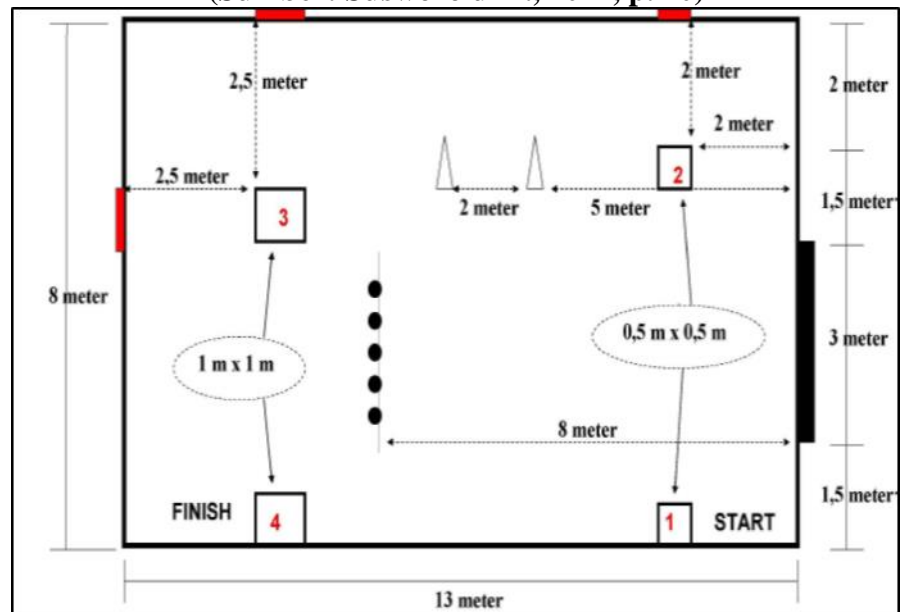 2,5 meter
2 meter
2 meter
2 meter
2,5 meter
2
3
2 meter
5 meter
1,5 meter
8 meter
0,5 m x 0,5 m
3 meter
1 m x 1 m
8 meter
1,5 meter
FINISH
4
1
START
13 meter